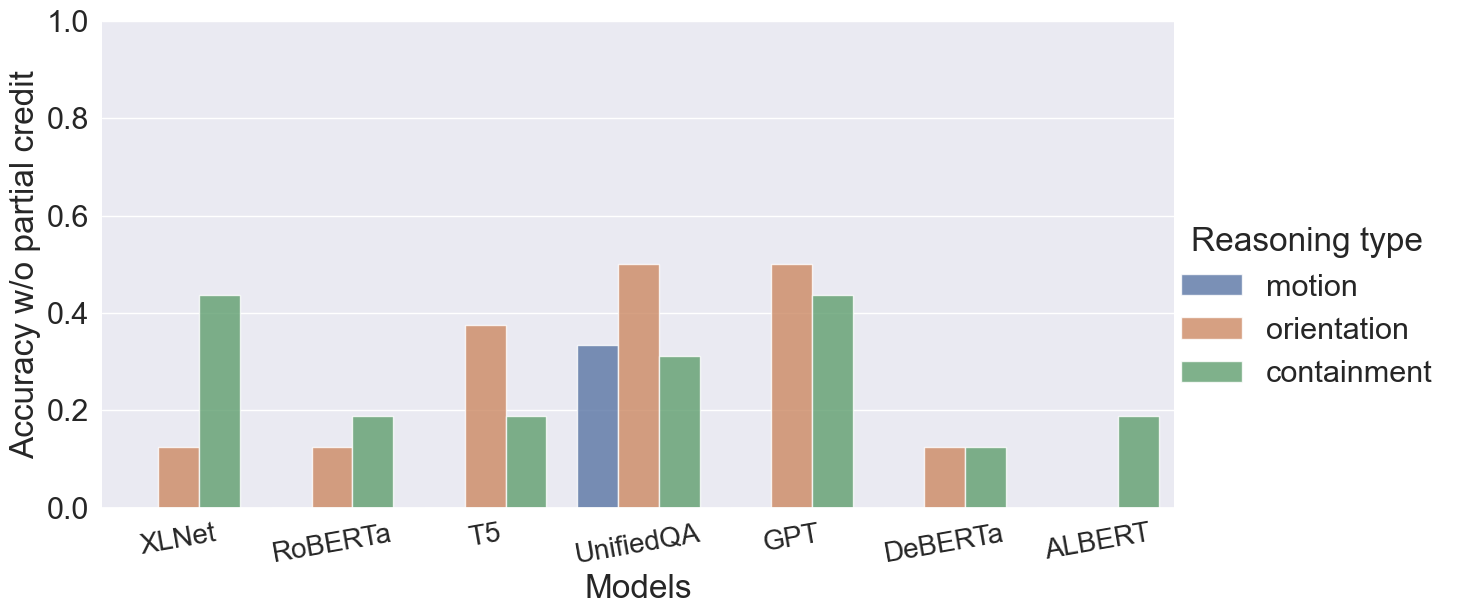 Accuracy w/o partial credit
1.0
0.8
0.6
0.4
0.2
0.0
XLNet
RoBERTa
T5
UnifiedQA
GPT
DeBERTa
ALBERT
Models
Reasoning type
motion
orientation
containment